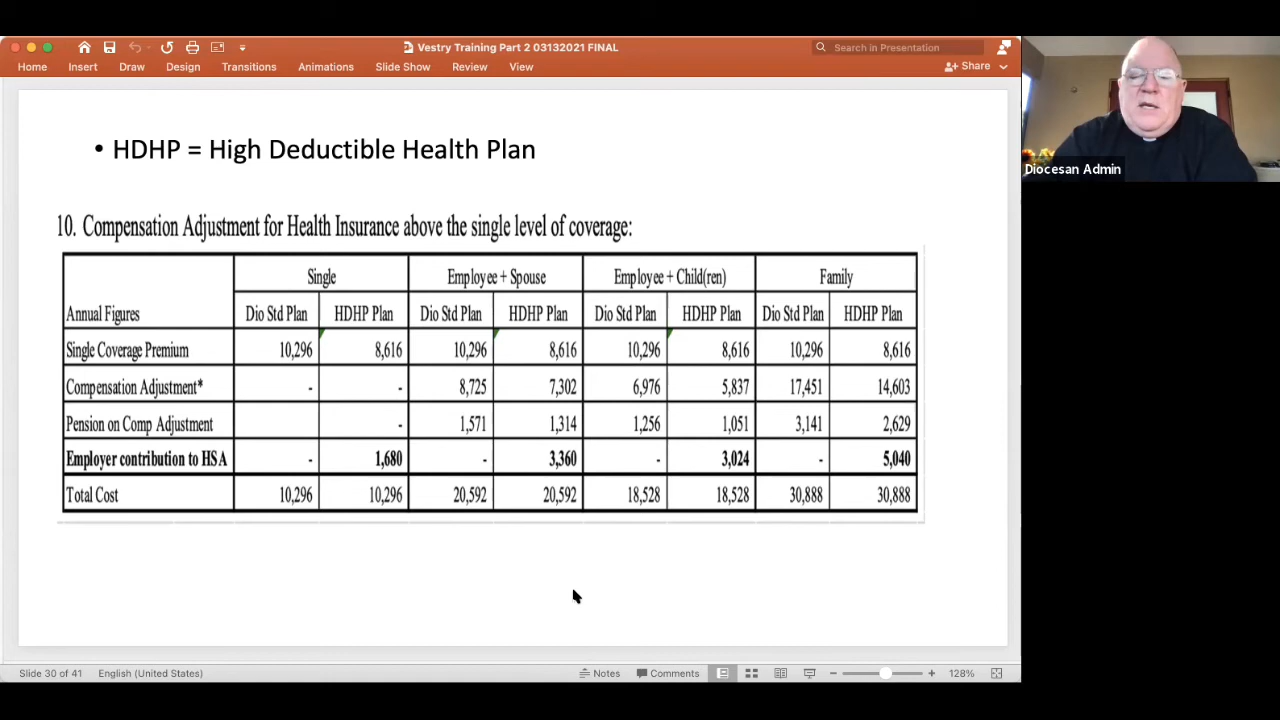 Vestry Training Part 2 03132021 FINAL
Search in Presentation
Home Insert Draw Design Transitions Animations Slide Show Review View
Share
• HDHP = High Deductible Health Plan
10. Compensation Adjustment for Health Insurance above the single level of coverage:
Single Employee + Spouse Employee + Child(ren) Family
Annual Figures Dio Std Plan HDHP Plan Dio Std Plan HDHP Plan Dio Std Plan HDHP Plan Dio Std Plan HDHP Plan
Single Coverage Premium 10,296 8,616 10,296 8,616 10,296 8,616 10,296 8,616
Compensation Adjustment* - - 8,725 7,302 6,976 5,837 17,451 14,603
Pension on Comp Adjustment - 1,571 1,314 1,256 1,051 3,141 2,629
Employer contribution to HSA - 1,680 - 3,360 - 3,024 - 5,040
Total Cost 10,296 10,296 20,592 20,592 18,528 18,528 30,888 30,888
Slide 30 of 41 English (United States) Notes Comments 128%
Diocesan Admin